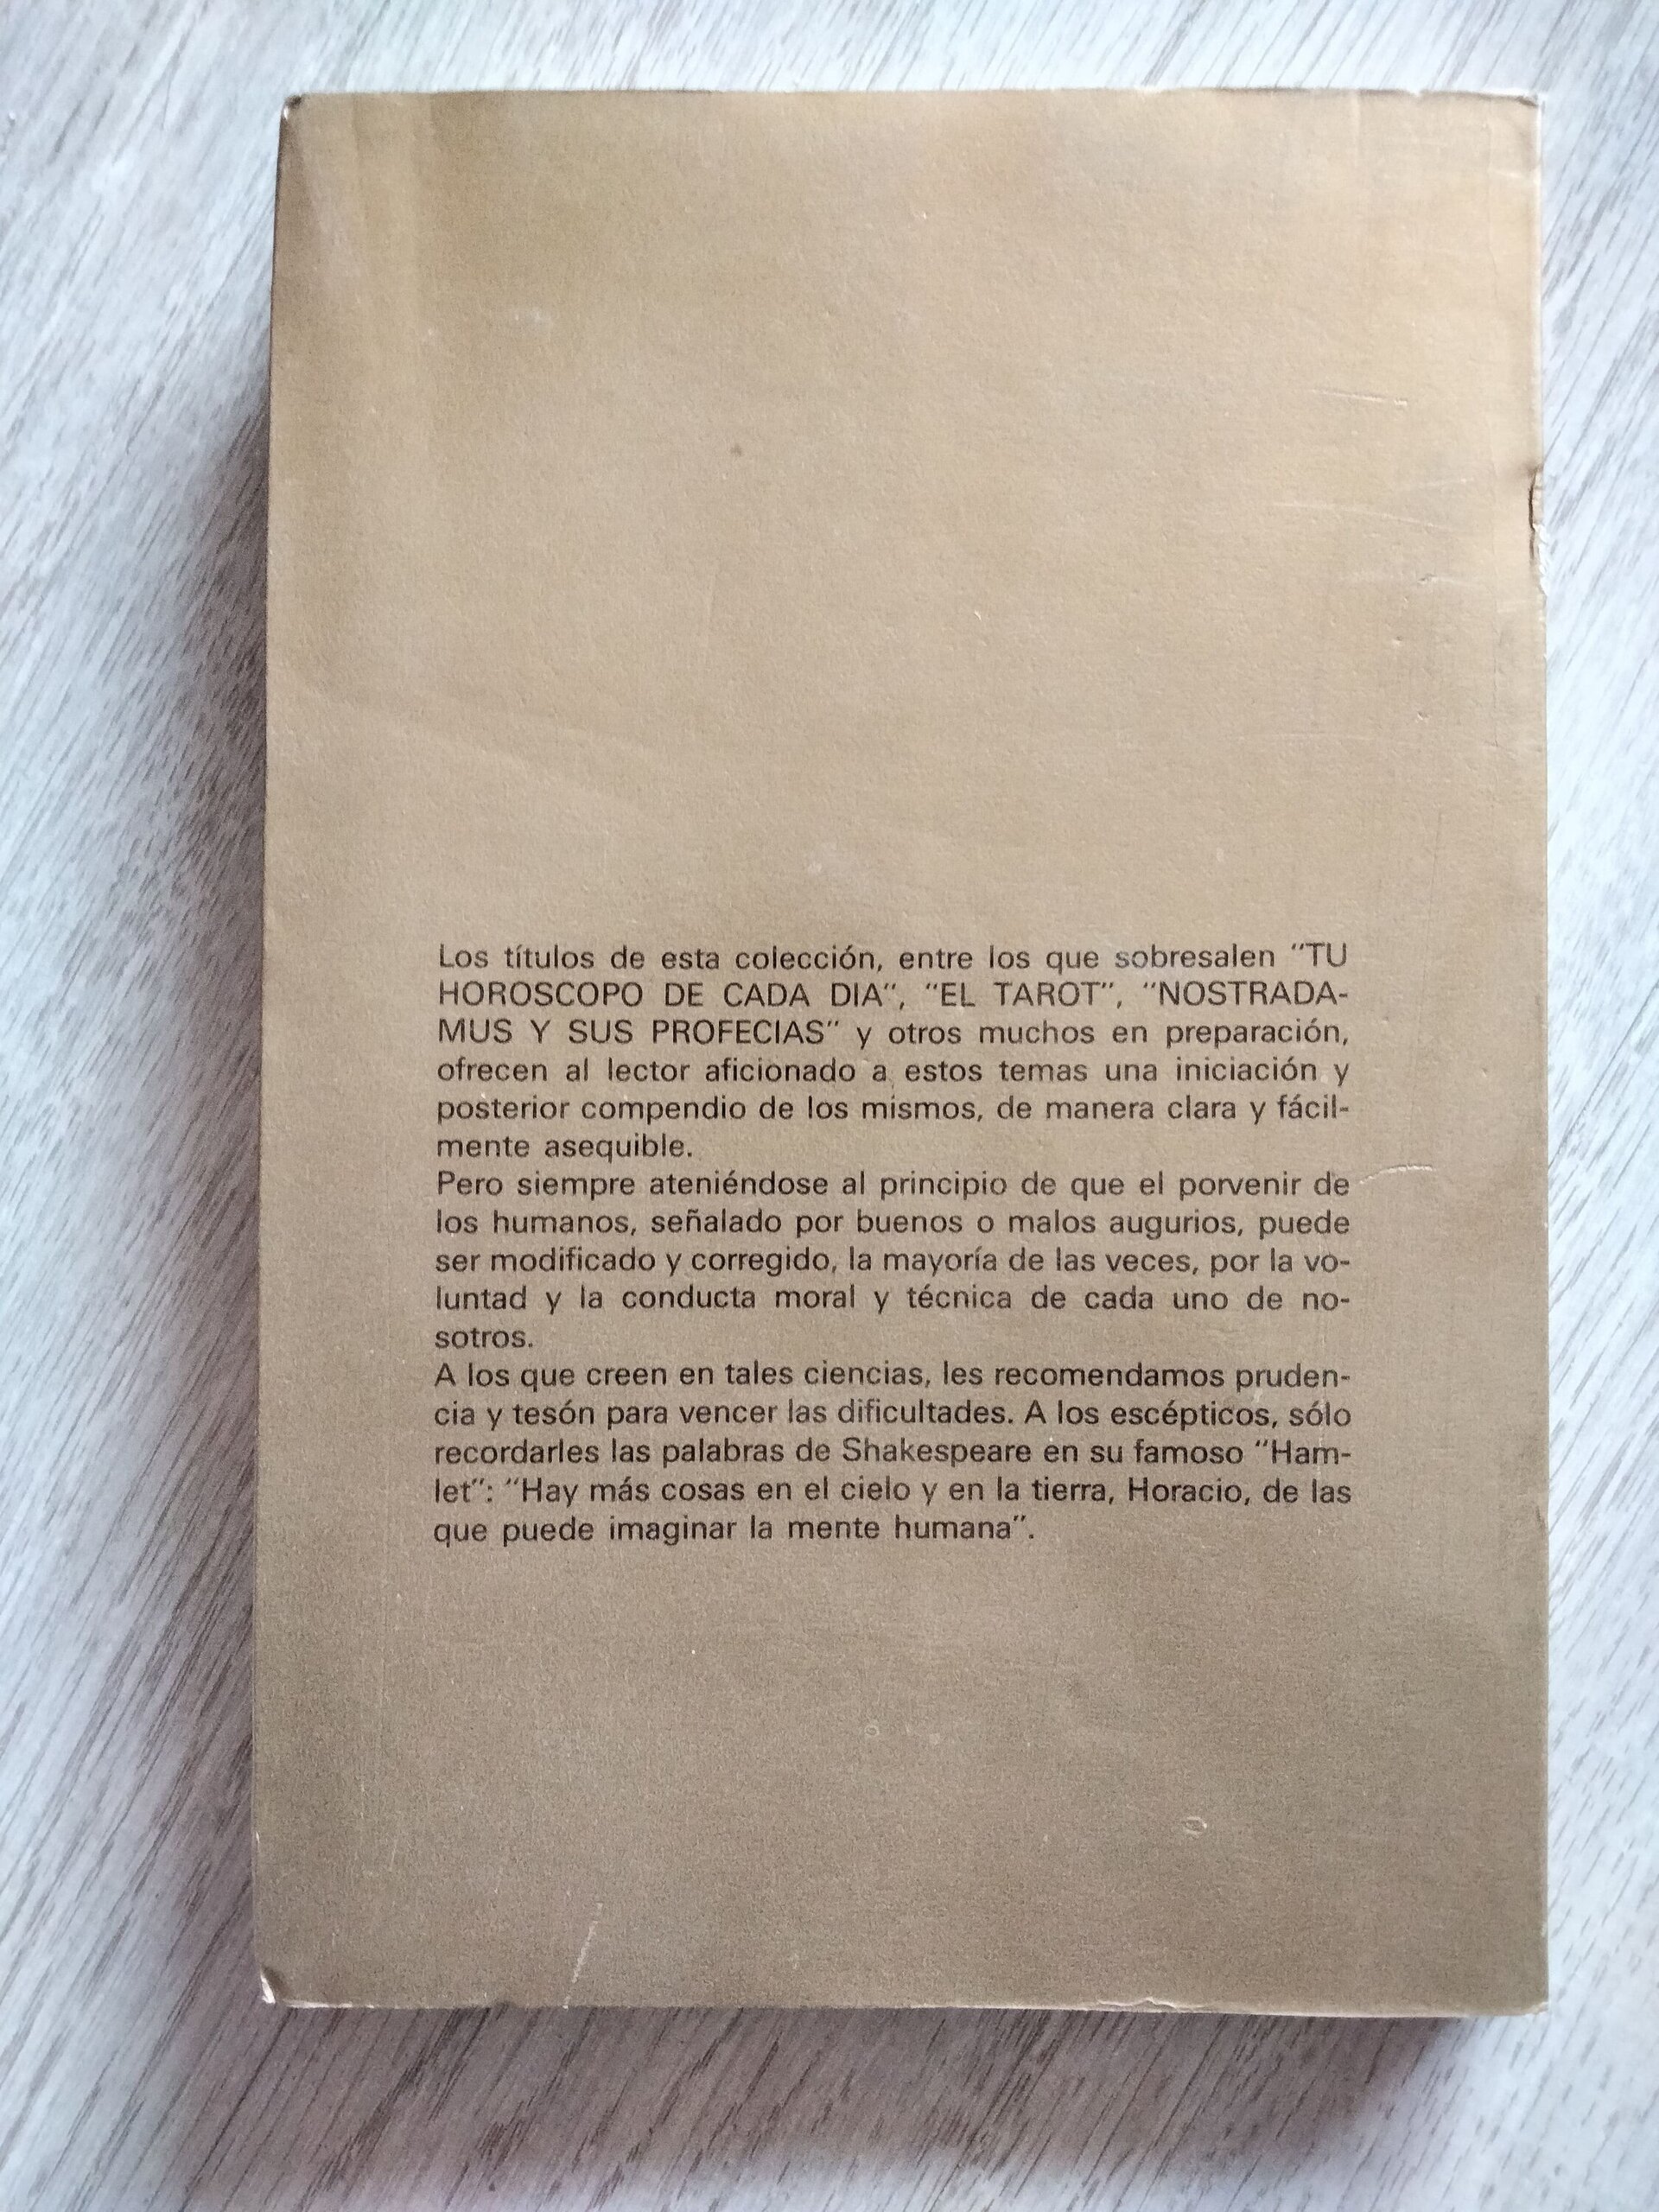 Los títulos de esta colección, entre los que sobresalen "TU
HOROSCOPO DE CADA DIA", "EL TAROT", "NOSTRADA-
MUS Y SUS PROFECIAS" y otros muchos en preparación,
ofrecen al lector aficionado a estos temas una iniciación y
posterior compendio de los mismos, de manera clara y fácil-
mente asequible.
Pero siempre ateniéndose al principio de que el porvenir de
los humanos, señalado por buenos o malos augurios, puede
ser modificado y corregido, la mayoría de las veces, por la vo-
luntad y la conducta moral y técnica de cada uno de no-
sotros.
A los que creen en tales ciencias, les recomendamos pruden-
cia y tesón para vencer las dificultades. A los escépticos, sólo
recordarles las palabras de Shakespeare en su famoso "Ham-
let": "Hay más cosas en el cielo y en la tierra, Horacio, de las
que puede imaginar la mente humana".